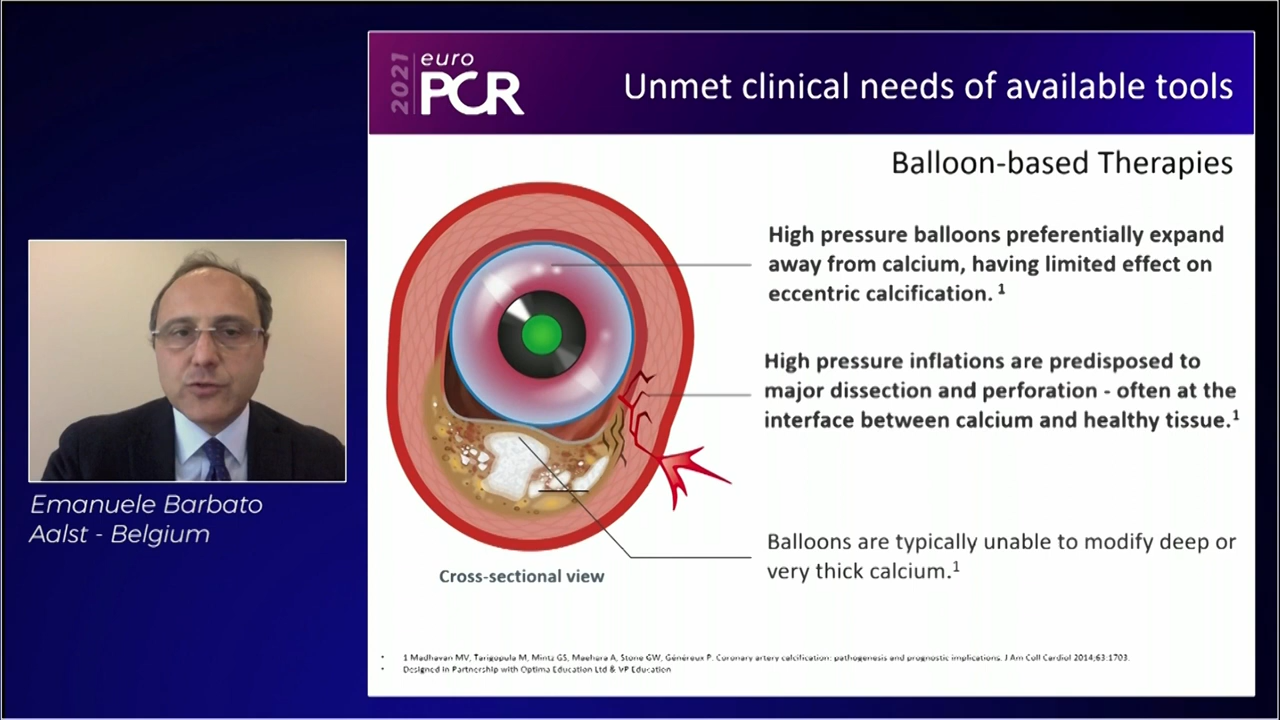 2021
euro
PCR
Unmet clinical needs of available tools
Balloon-based Therapies
High pressure balloons preferentially expand
away from calcium, having limited effect on
eccentric calcification. 1
High pressure inflations are predisposed to
major dissection and perforation - often at the
interface between calcium and healthy tissue.1
Balloons are typically unable to modify deep or
very thick calcium.1
Cross-sectional view
Emanuele Barbato
Aalst - Belgium
• 1 Madhavan MV, Tarigopula M, Mintz GS, Maehara A, Stone GW, Généreux P. Coronary artery calcification: pathogenesis and prognostic implications. J Am Coll Cardiol 2014;63:1703.
• Designed in Partnership with Optima Education Ltd & VP Education